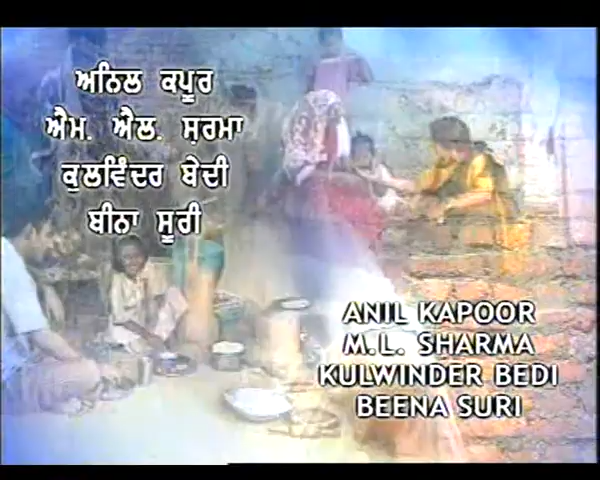 ਅਨਿਲ ਕਪੂਰ
ਐਮ. ਐਲ. ਸ਼ਰਮਾ
ਕੁਲਵਿੰਦਰ ਬੇਦੀ
ਬੀਨਾ ਸੂਰੀ
ANIL KAPOOR
M.L. SHARMA
KULWINDER BEDI
BEENA SURI